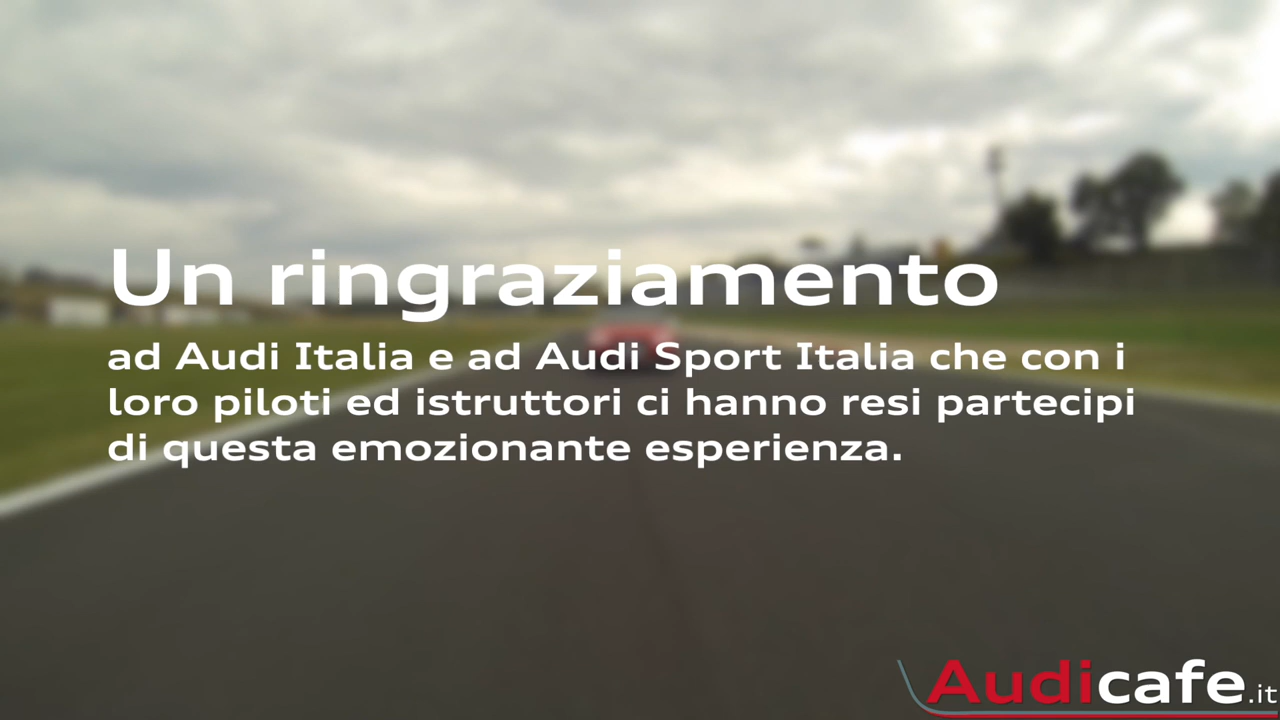 Un ringraziamento
ad Audi Italia e ad Audi Sport Italia che con i
loro piloti ed istruttori ci hanno resi partecipi
di questa emozionante esperienza.
Audicafe.it